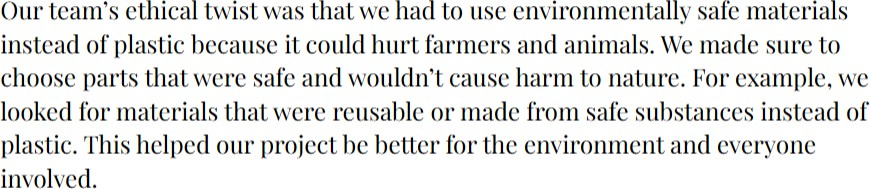 Our team’s ethical twist was that we had to use environmentally safe materials
instead of plastic because it could hurt farmers and animals. We made sure to
choose parts that were safe and wouldn’t cause harm to nature. For example, we
looked for materials that were reusable or made from safe substances instead of
plastic. This helped our project be better for the environment and everyone
involved.